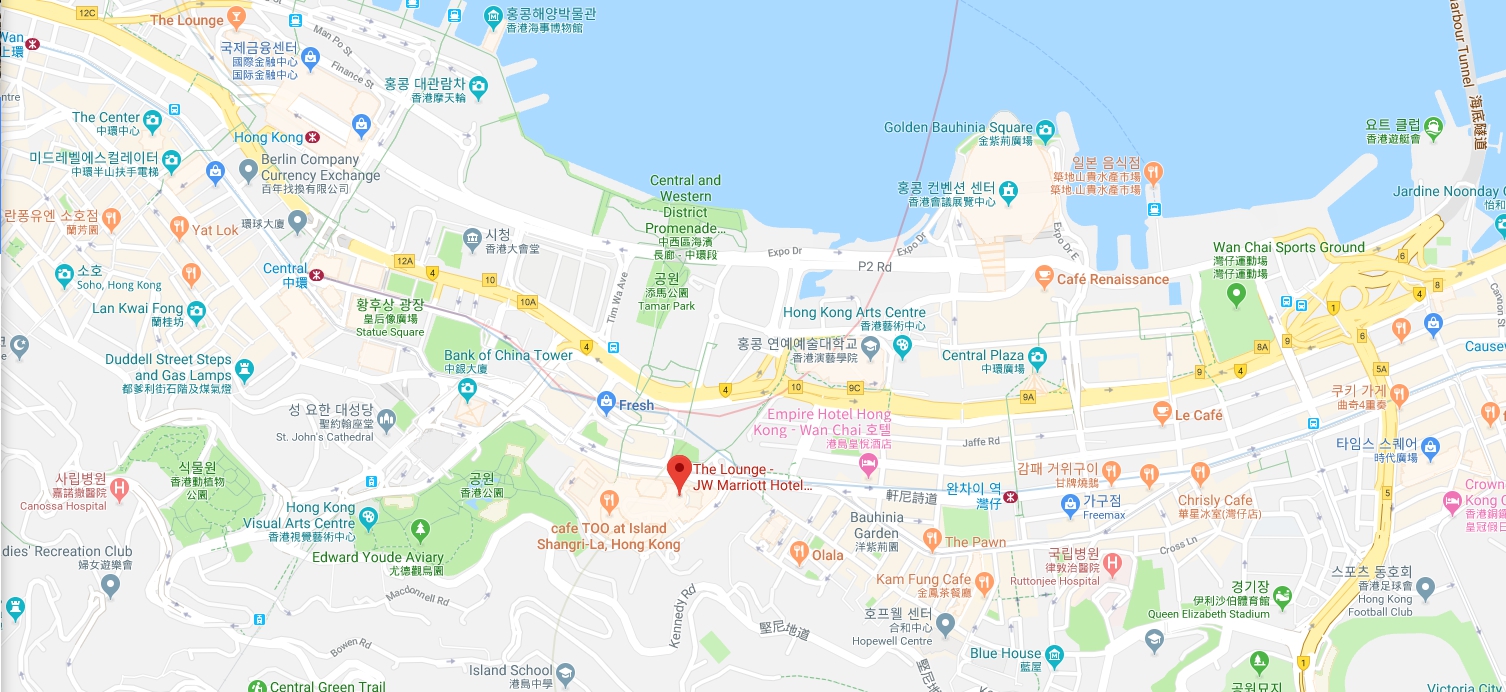 12C
The Lounge
홍콩해양박물관
香港海事博物館
Man Po St
Wan
上環
국제금융센터
國際金融中心
国际金融中心
Finance St
홍콩 대관람차
香港摩天輪
Harbour Tunnel 海底隧道
ntre
The Center
中環中心
Hong Kong
Golden Bauhinia Square
金紫荊廣場
요트 클럽
香港遊艇會
미드레벨에스컬레이터
中環半山扶手電梯
Berlin Company
Currency Exchange
百年找換有限公司
일본 음식점
築地山貴水產市場
築地山貴水産市場
홍콩 컨벤션 센터
香港會議展覽中心
Jardine Noonday G
怡和
Central and
Western
District
Promenade...
中西區海濱
長廊 - 中環段
란퐁유엔 소호점
蘭芳園
Yat Lok
環球大廈
시청
香港大會堂
Expo Dr
Expo Dr
Expo Dr E
P2 Rd
Wan Chai Sports Ground
灣仔運動場
灣仔运動場
소호
Soho, Hong Kong
Central
中環
12A
4
10
10A
공원
添馬公園
Tamar Park
Tim Wa Ave
Café Renaissance
6
4
8
1
Canon St
Lan Kwai Fong
蘭桂坊
황후상 광장
皇后像廣場
Statue Square
Hong Kong Arts Centre
香港藝術中心
홍콩 연예예술대학교
香港演藝學院
Central Plaza
中環廣場
8A
9
6
Causew
Duddell Street Steps
and Gas Lamps
都爹利街石階及煤氣燈
Bank of China Tower
中銀大廈
4
4
10
9C
9
4
5A
9A
쿠키 가게
曲奇4重奏
성 요한 대성당
聖約翰座堂
St. John's Cathedral
Fresh
Empire Hotel Hong
Kong - Wan Chai 호텔
港島皇悅酒店
Jaffe Rd
Le Café
타임스 스퀘어
時代廣場
식물원
香港動植物
公園
사립병원
嘉諾撒醫院
Canossa Hospital
공원
香港公園
The Lounge -
JW Marriott Hotel...
軒尼詩道
완차이 역
灣仔
감패 거위구이
甘牌燒鵝
가구점
Freemax
Chrisly Cafe
華星冰室(灣仔店)
5
Crown
Kong C
香港銅鑼
皇冠假日
Hong Kong
Visual Arts Centre
香港視覺藝術中心
cafe TOO at Island
Shangri-La, Hong Kong
Bauhinia
Garden
洋紫荊園
dies' Recreation Club
婦女遊樂會
Edward Youde Aviary
尤德觀鳥園
Olala
The Pawn
Cross Ln
국립병원
律敦治醫院
Ruttonjee Hospital
Macdonnell Rd
Kam Fung Cafe
金鳳茶餐廳
경기장
伊利沙伯體育館
Queen Elizabeth Stadium
스포츠 동호회
香港足球會
Hong Kong
Football Club
Kennedy Rd
堅尼地道
호프웰 센터
合和中心
Hopewell Centre
Bowen Rd
Island School
港島中學
堅尼地道
Blue House
藍屋
1
Central Green Trail
공원묘지
Victoria City